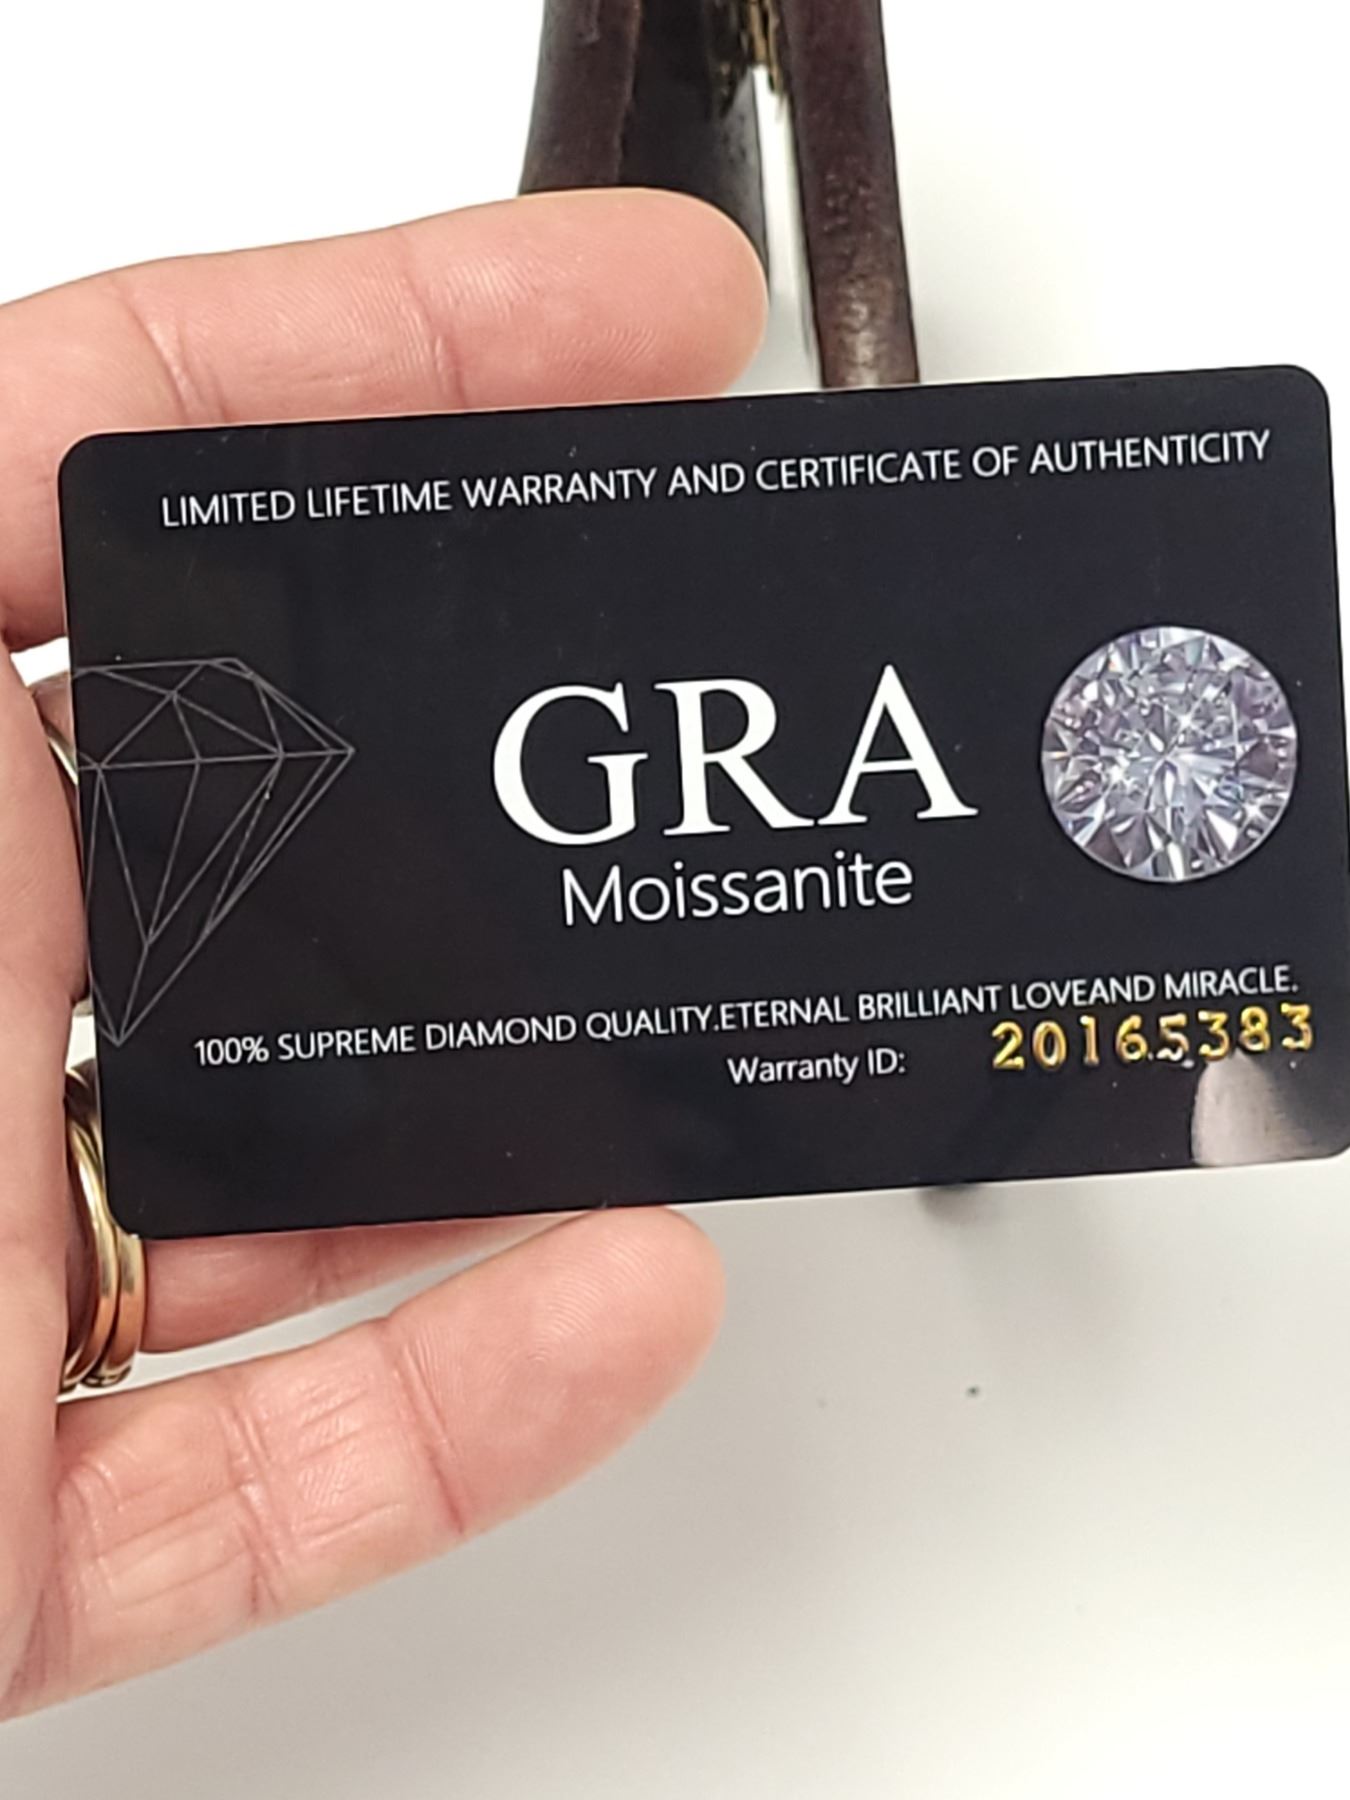 LIMITED LIFETIME WARRANTY AND CERTIFICATE OF AUTHENTICITY
GRA
Moissanite
100% SUPREME DIAMOND QUALITY.ETERNAL BRILLIANT LOVEAND MIRACLE.
Warranty ID: 20165383